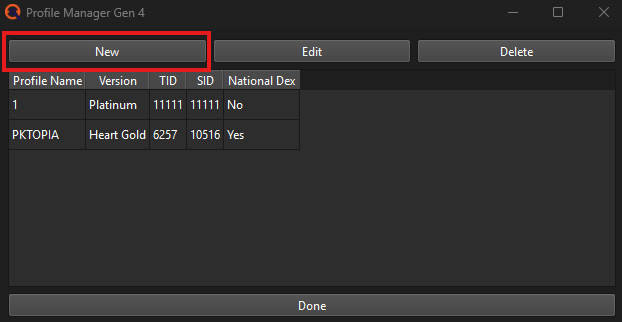 Profile Manager Gen 4
New Edit Delete
Profile Name Version TID SID National Dex
1 Platinum 11111 11111 No
PKTOPIA Heart Gold 6257 10516 Yes
Done